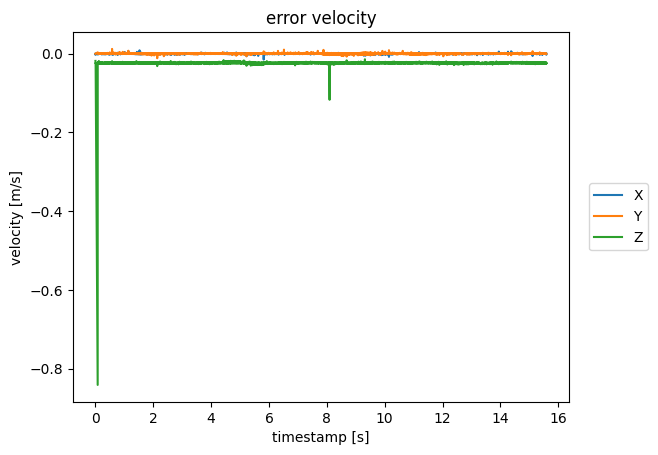 error velocity
0.0
−0.2
−0.4
−0.6
−0.8
velocity [m/s]
0 2 4 6 8 10 12 14 16
timestamp [s]
X
Y
Z